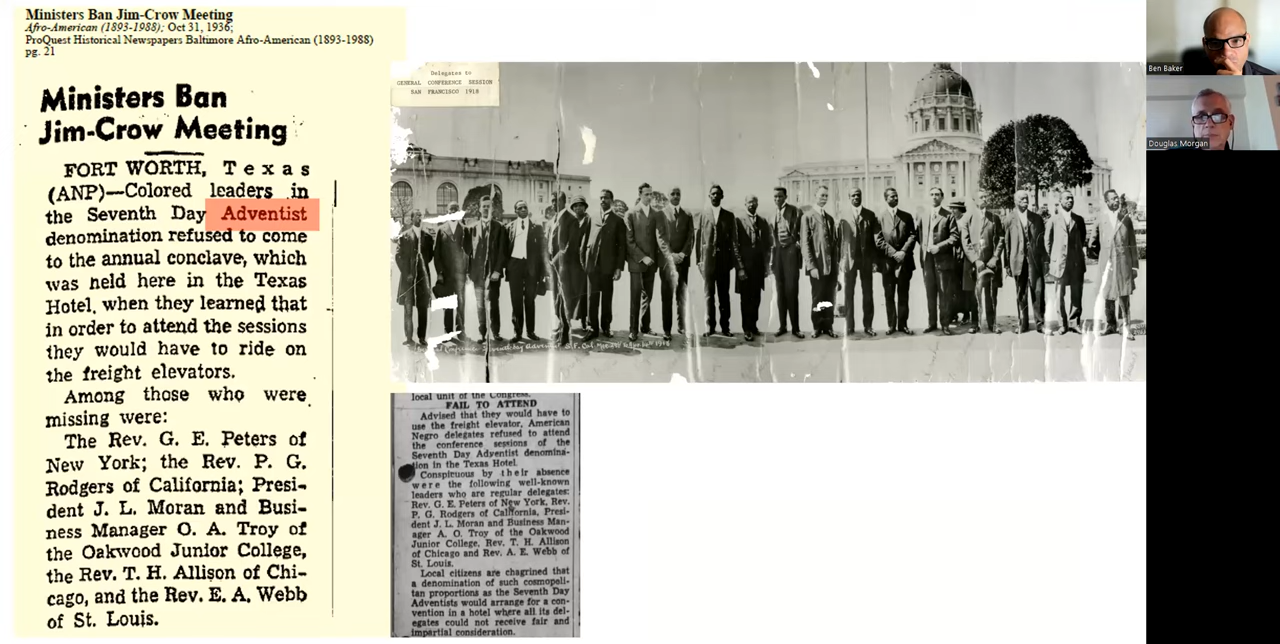 Ministers Ban Jim-Crow Meeting
Afro-American (1893-1988); Oct 31, 1936;
ProQuest Historical Newspapers Baltimore Afro-American (1893-1988)
pg. 21
Ministers Ban
Jim-Crow Meeting
FORT WORTH, Texas
(ANP)—Colored leaders in
the Seventh Day Adventist
denomination refused to come
to the annual conclave, which
was held here in the Texas
Hotel, when they learned that
in order to attend the sessions
they would have to ride on
the freight elevators.
Among those who were
missing were:
The Rev. G. E. Peters of
New York; the Rev. P. G.
Rodgers of California; Presi-
dent J. L. Moran and Busi-
ness Manager O. A. Troy of
the Oakwood Junior College,
the Rev. T. H. Allison of Chi-
cago, and the Rev. E. A. Webb
of St. Louis.
Delegates to
GENERAL CONFERENCE SESSION
SAN FRANCISCO 1918
Conference Seventh day Adventist S.F. Cal. 1918
local unit of the Congress.
FAIL TO ATTEND
Advised that they would have to
use the freight elevator, American
Negro delegates refused to attend
the conference sessions of the
Seventh Day Adventist denomina-
tion in the Texas Hotel.
Conspicuous by their absence
were the following well-known
leaders who are regular delegates:
Rev. G. E. Peters of New York, Rev.
P. G. Rodgers of California, Presi-
dent J. L. Moran and Business Man-
ager A. O. Troy of the Oakwood
Junior College, Rev. T. H. Allison
of Chicago and Rev. A. E. Webb of
St. Louis.
Local citizens are chagrined that
a denomination of such cosmopoli-
tan proportions as the Seventh Day
Adventists would arrange for a con-
vention in a hotel where all its del-
egates could not receive fair and
impartial consideration.
Ben Baker
Douglas Morgan